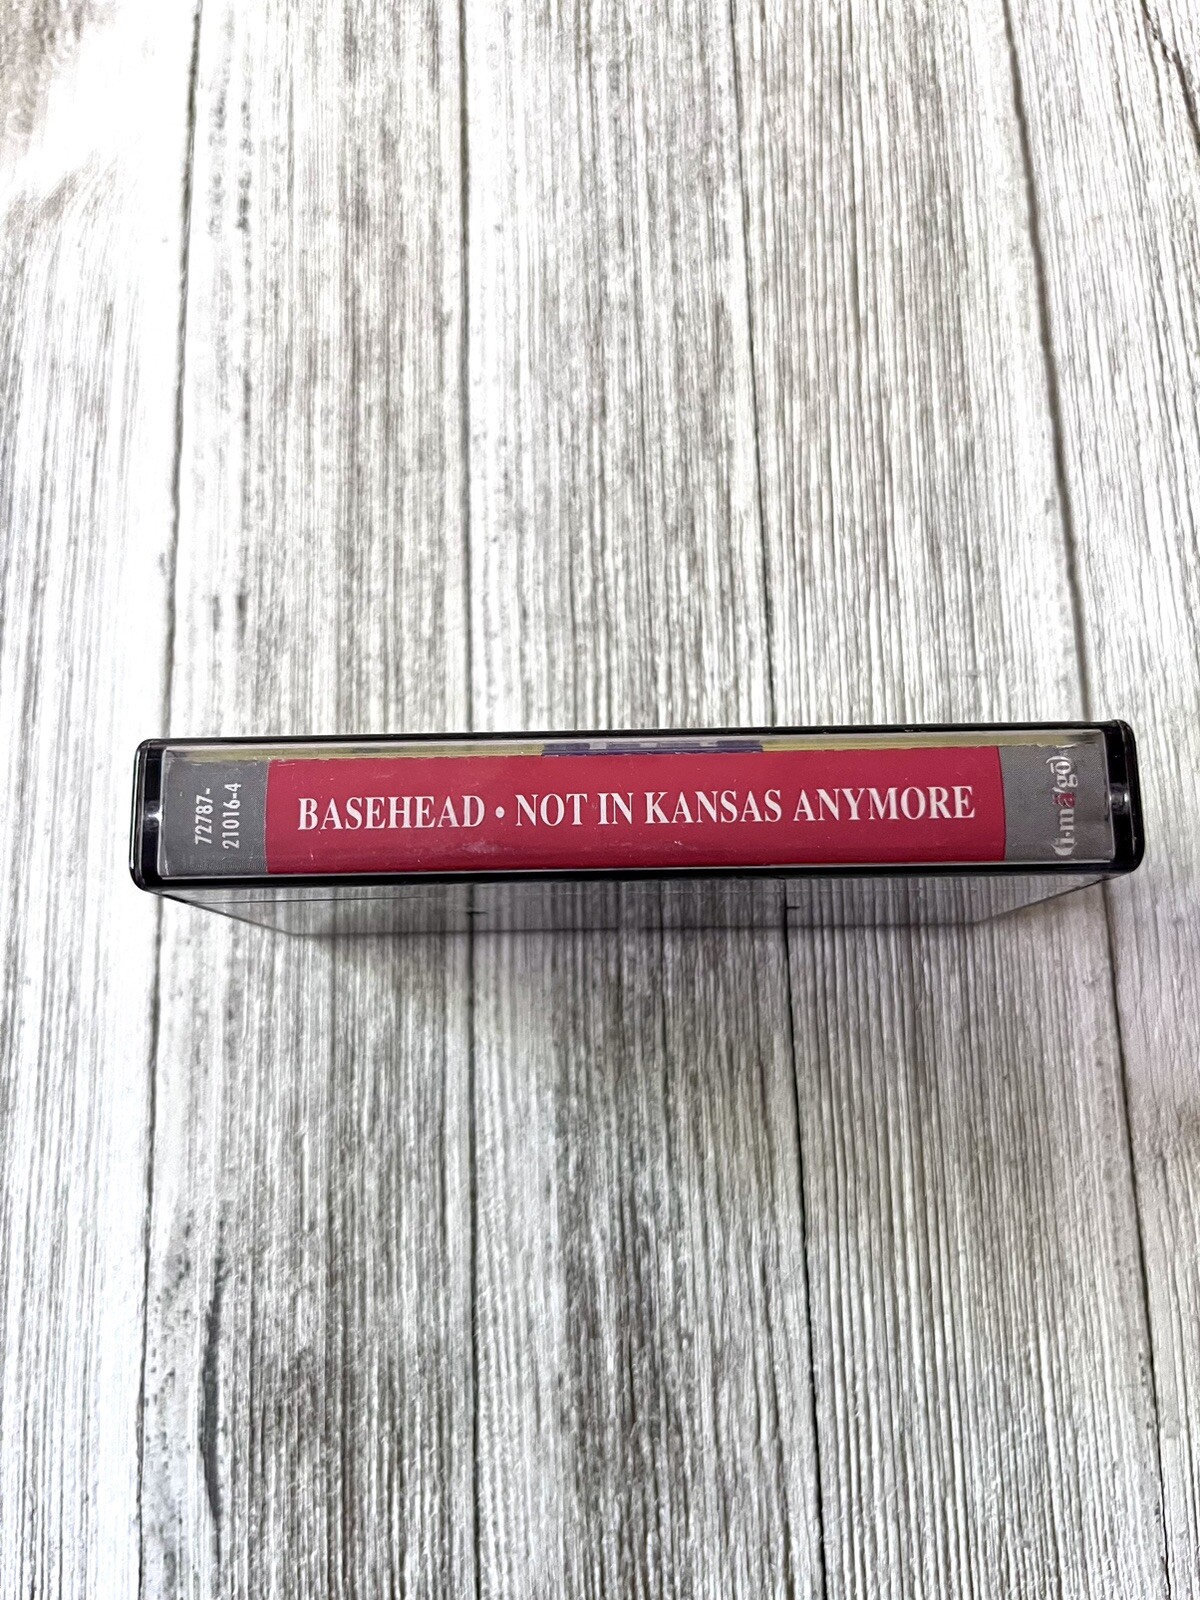 72787-
21016-4
BASEHEAD • NOT IN KANSAS ANYMORE
(i-mä'gō)